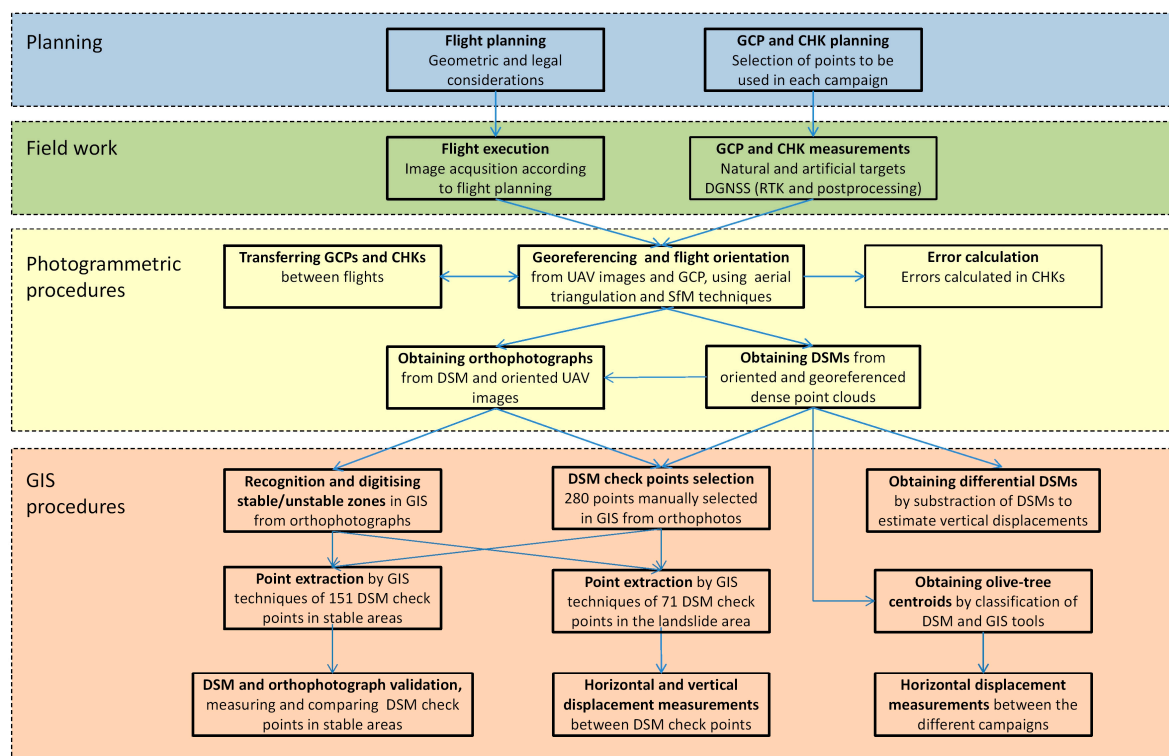 Planning
Flight planning
Geometric and legal
considerations
GCP and CHK planning
Selection of points to be
used in each campaign
Field work
Flight execution
Image acqusition according
to flight planning
GCP and CHK measurements
Natural and artificial targets
DGNSS (RTK and postprocessing)
Photogrammetric
procedures
Transferring GCPs and CHKs
between flights
Georeferencing and flight orientation
from UAV images and GCP, using aerial
triangulation and SfM techniques
Error calculation
Errors calculated in CHKs
Obtaining orthophotographs
from DSM and oriented UAV
images
Obtaining DSMs from
oriented and georeferenced
dense point clouds
GIS
procedures
Recognition and digitising
stable/unstable zones in GIS
from orthophotographs
DSM check points selection
280 points manually selected
in GIS from orthophotos
Obtaining differential DSMs
by substraction of DSMs to
estimate vertical displacements
Point extraction by GIS
techniques of 151 DSM check
points in stable areas
Point extraction by GIS
techniques of 71 DSM check
points in the landslide area
Obtaining olive-tree
centroids by classification of
DSM and GIS tools
DSM and orthophotograph validation,
measuring and comparing DSM check
points in stable areas
Horizontal and vertical
displacement measurements
between DSM check points
Horizontal displacement
measurements between the
different campaigns